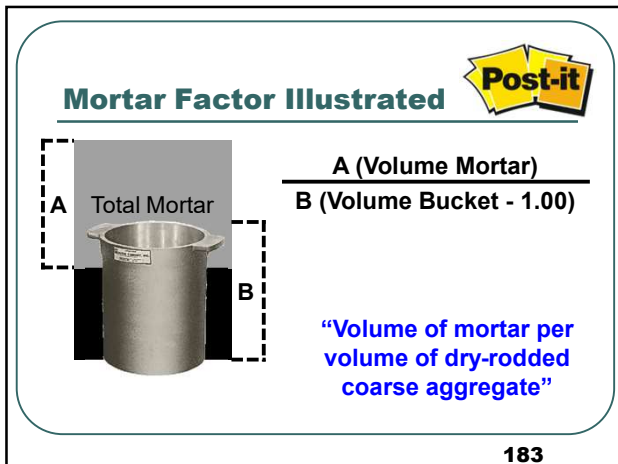 Post-it
Mortar Factor Illustrated
A
Total Mortar
B
A (Volume Mortar)
B (Volume Bucket - 1.00)
“Volume of mortar per
volume of dry-rodded
coarse aggregate”
183